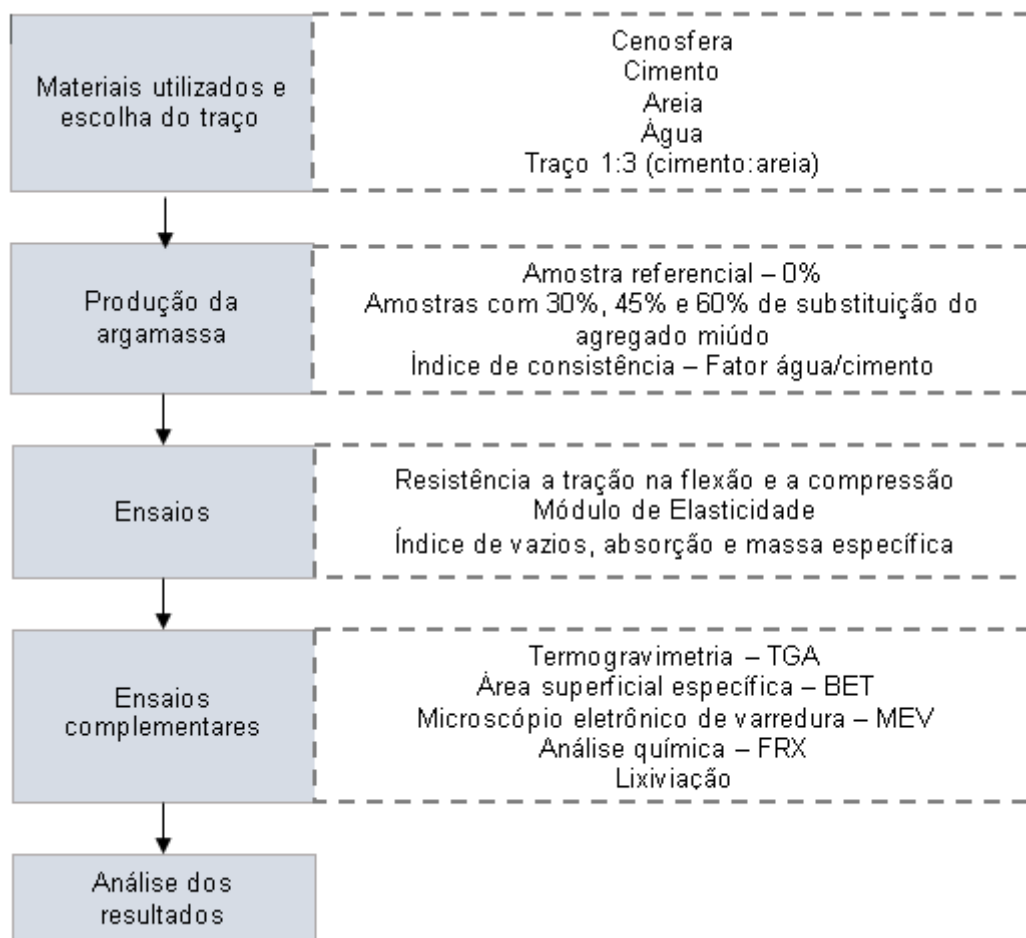 Materiais utilizados e
escolha do traço
Cenosfera
Cimento
Areia
Água
Traço 1:3 (cimento:areia)
Produção da
argamassa
Amostra referencial – 0%
Amostras com 30%, 45% e 60% de substituição do
agregado miúdo
Índice de consistência – Fator água/cimento
Ensaios
Resistência a tração na flexão e a compressão
Módulo de Elasticidade
Índice de vazios, absorção e massa específica
Ensaios
complementares
Termogravimetria – TGA
Área superficial específica – BET
Microscópio eletrônico de varredura – MEV
Análise química – FRX
Lixiviação
Análise dos
resultados